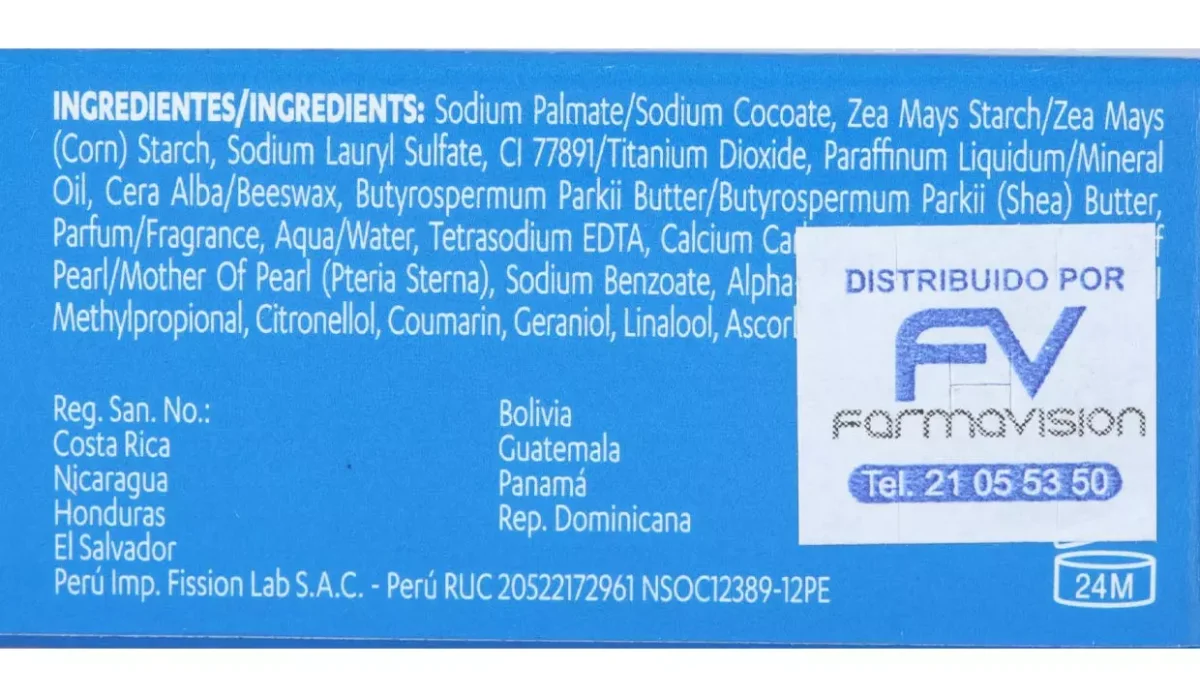 INGREDIENTES/INGREDIENTS: Sodium Palmate/Sodium Cocoate, Zea Mays Starch/Zea Mays
(Corn) Starch, Sodium Lauryl Sulfate, CI 77891/Titanium Dioxide, Paraffinum Liquidum/Mineral
Oil, Cera Alba/Beeswax, Butyrospermum Parkii Butter/Butyrospermum Parkii (Shea) Butter,
Parfum/Fragrance, Aqua/Water, Tetrasodium EDTA, Calcium
Pearl/Mother Of Pearl (Pteria Sterna), Sodium Benzoate, Alpha-
Methylpropional, Citronellol, Coumarin, Geraniol, Linalool,
DISTRIBUIDO POR
FV
FARMAVISION
Tel. 21 05 53 50
Reg. San. No.:
Costa Rica
Nicaragua
Honduras
El Salvador
Bolivia
Guatemala
Panamá
Rep. Dominicana
Perú Imp. Fission Lab S.A.C. - Perú RUC 20522172961 NSOC12389-12PE
24M